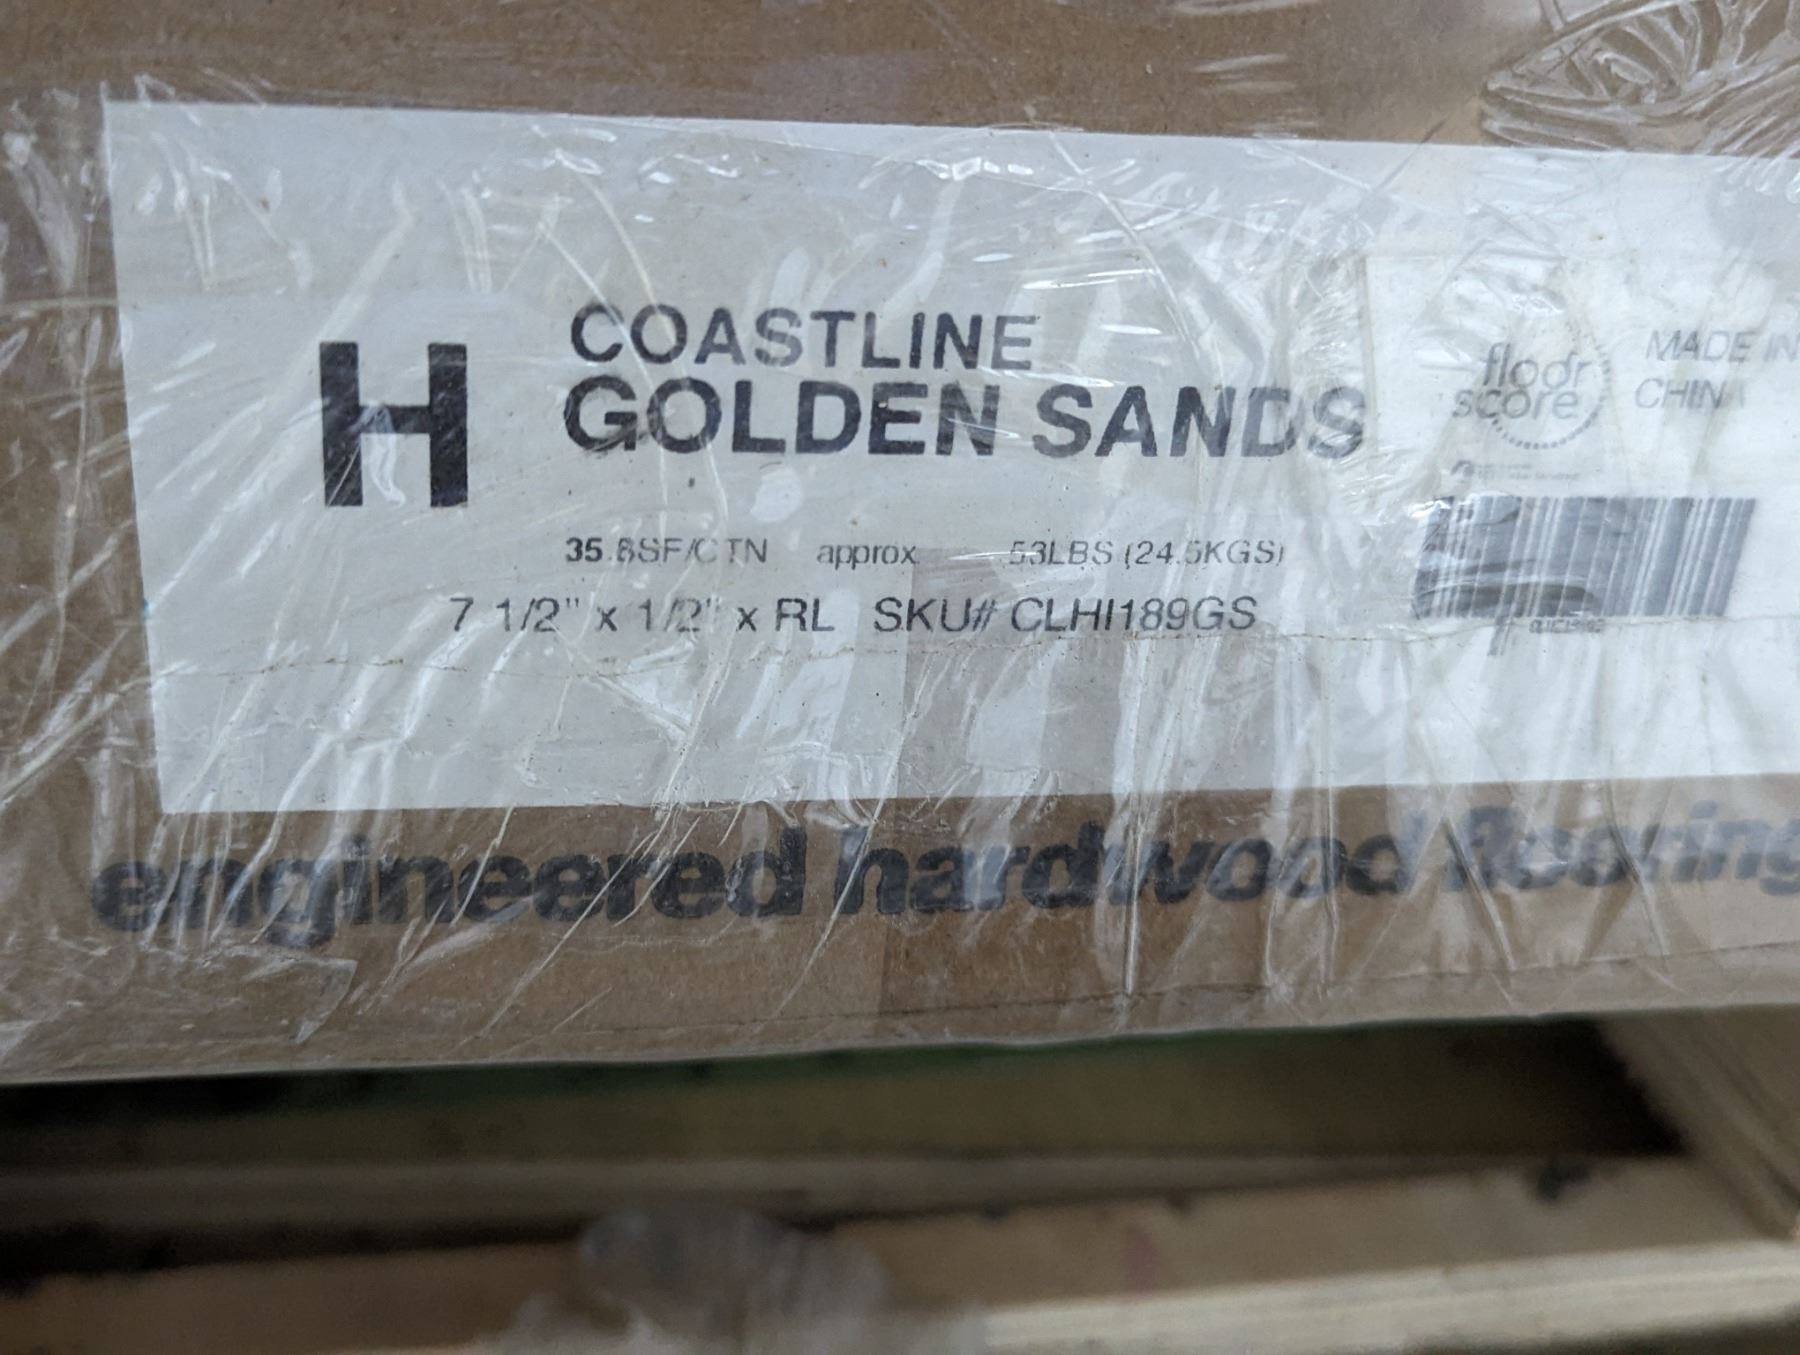 H
COASTLINE
GOLDEN SANDS
35.8SF/CTN approx 53LBS (24.5KGS)
7 1/2" x 1/2" x RL SKU# CLHI189GS
floor
score
MADE IN
CHINA
engineered hardwood flooring